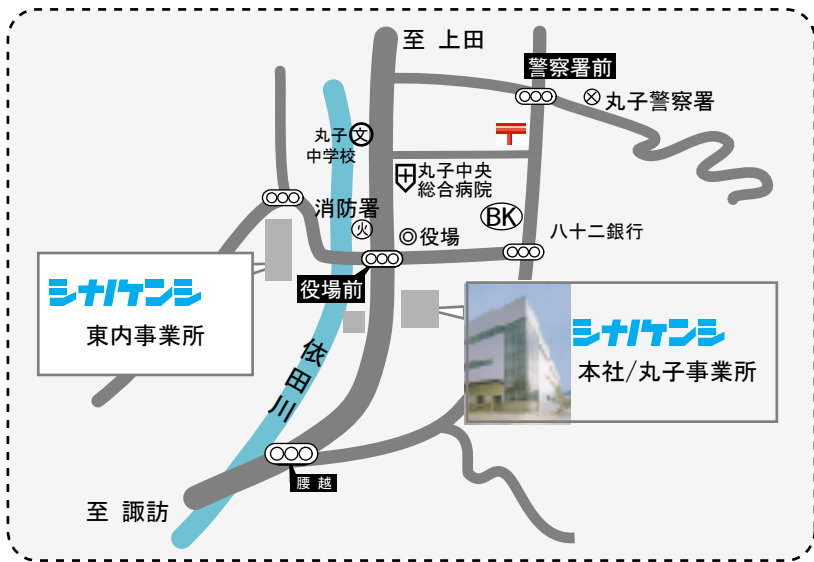 至 上田
警察署前
丸子警察署
丸子
文
中学校
丸子中央
総合病院
消防署
火
役場
BK
八十二銀行
役場前
シナノケンシ
東内事業所
シナノケンシ
本社/丸子事業所
依田川
腰越
至 諏訪